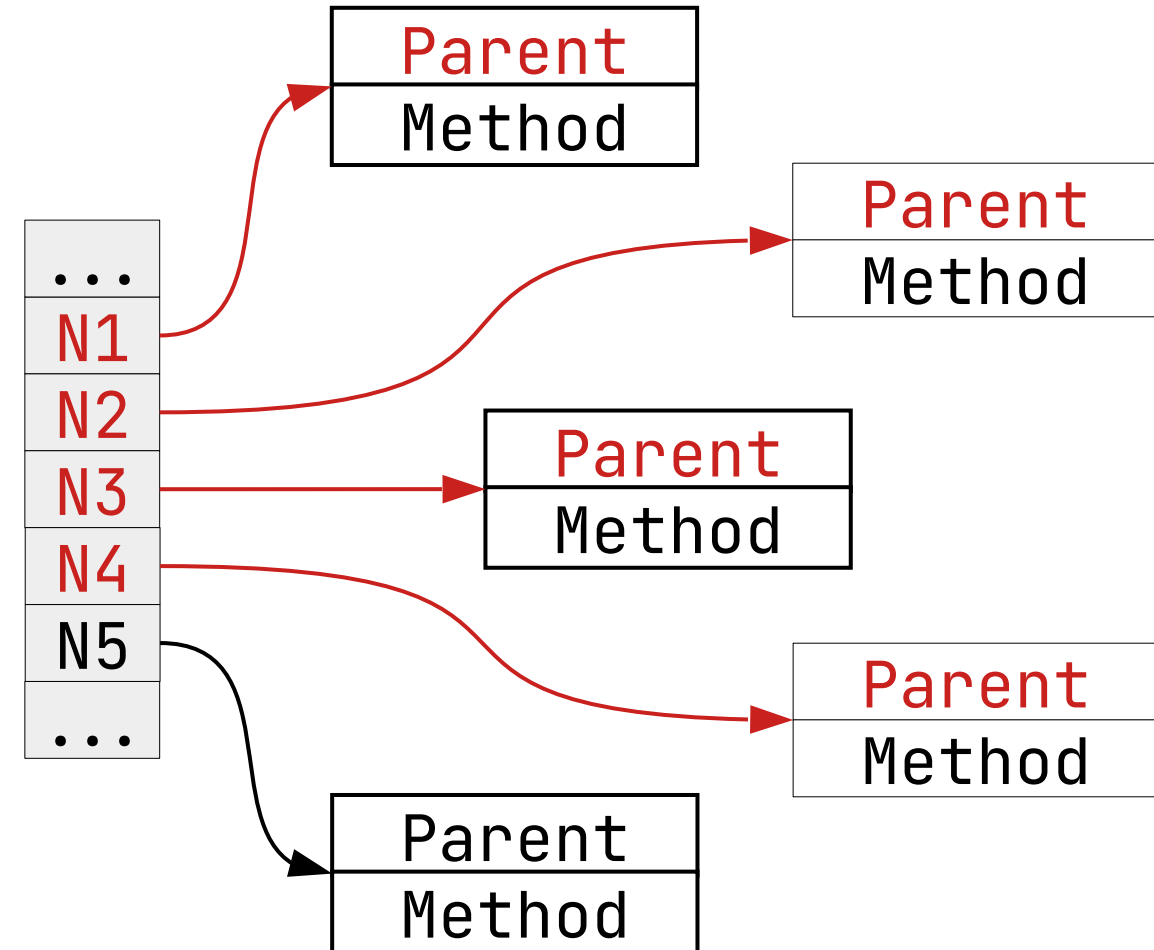 Parent
Method
Parent
Method
...
N1
N2
N3
N4
N5
...
Parent
Method
Parent
Method
Parent
Method